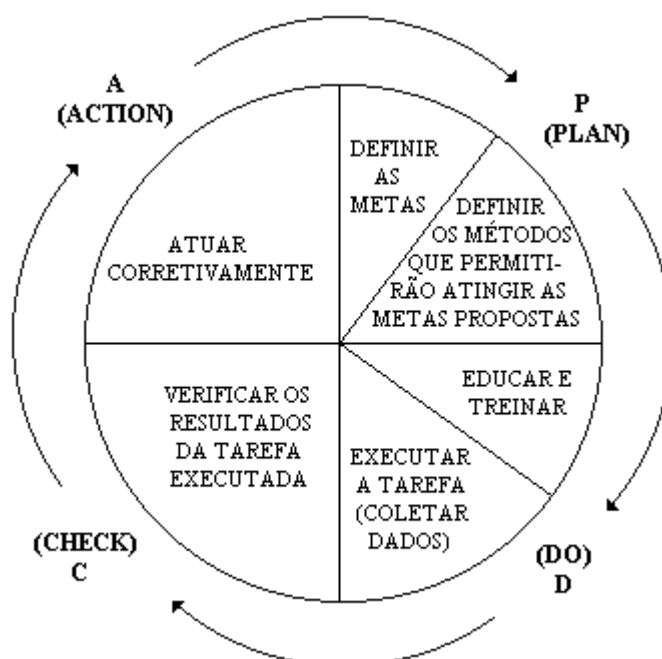 A
(ACTION)
P
(PLAN)
DEFINIR
AS
METAS
DEFINIR
OS MÉTODOS
QUE PERMITI-
RÃO ATINGIR AS
METAS PROPOSTAS
ATUAR
CORRETIVAMENTE
EDUCAR E
TREINAR
VERIFICAR OS
RESULTADOS
DA TAREFA
EXECUTADA
EXECUTAR
A TAREFA
(COLETAR
DADOS)
(CHECK)
C
(DO)
D